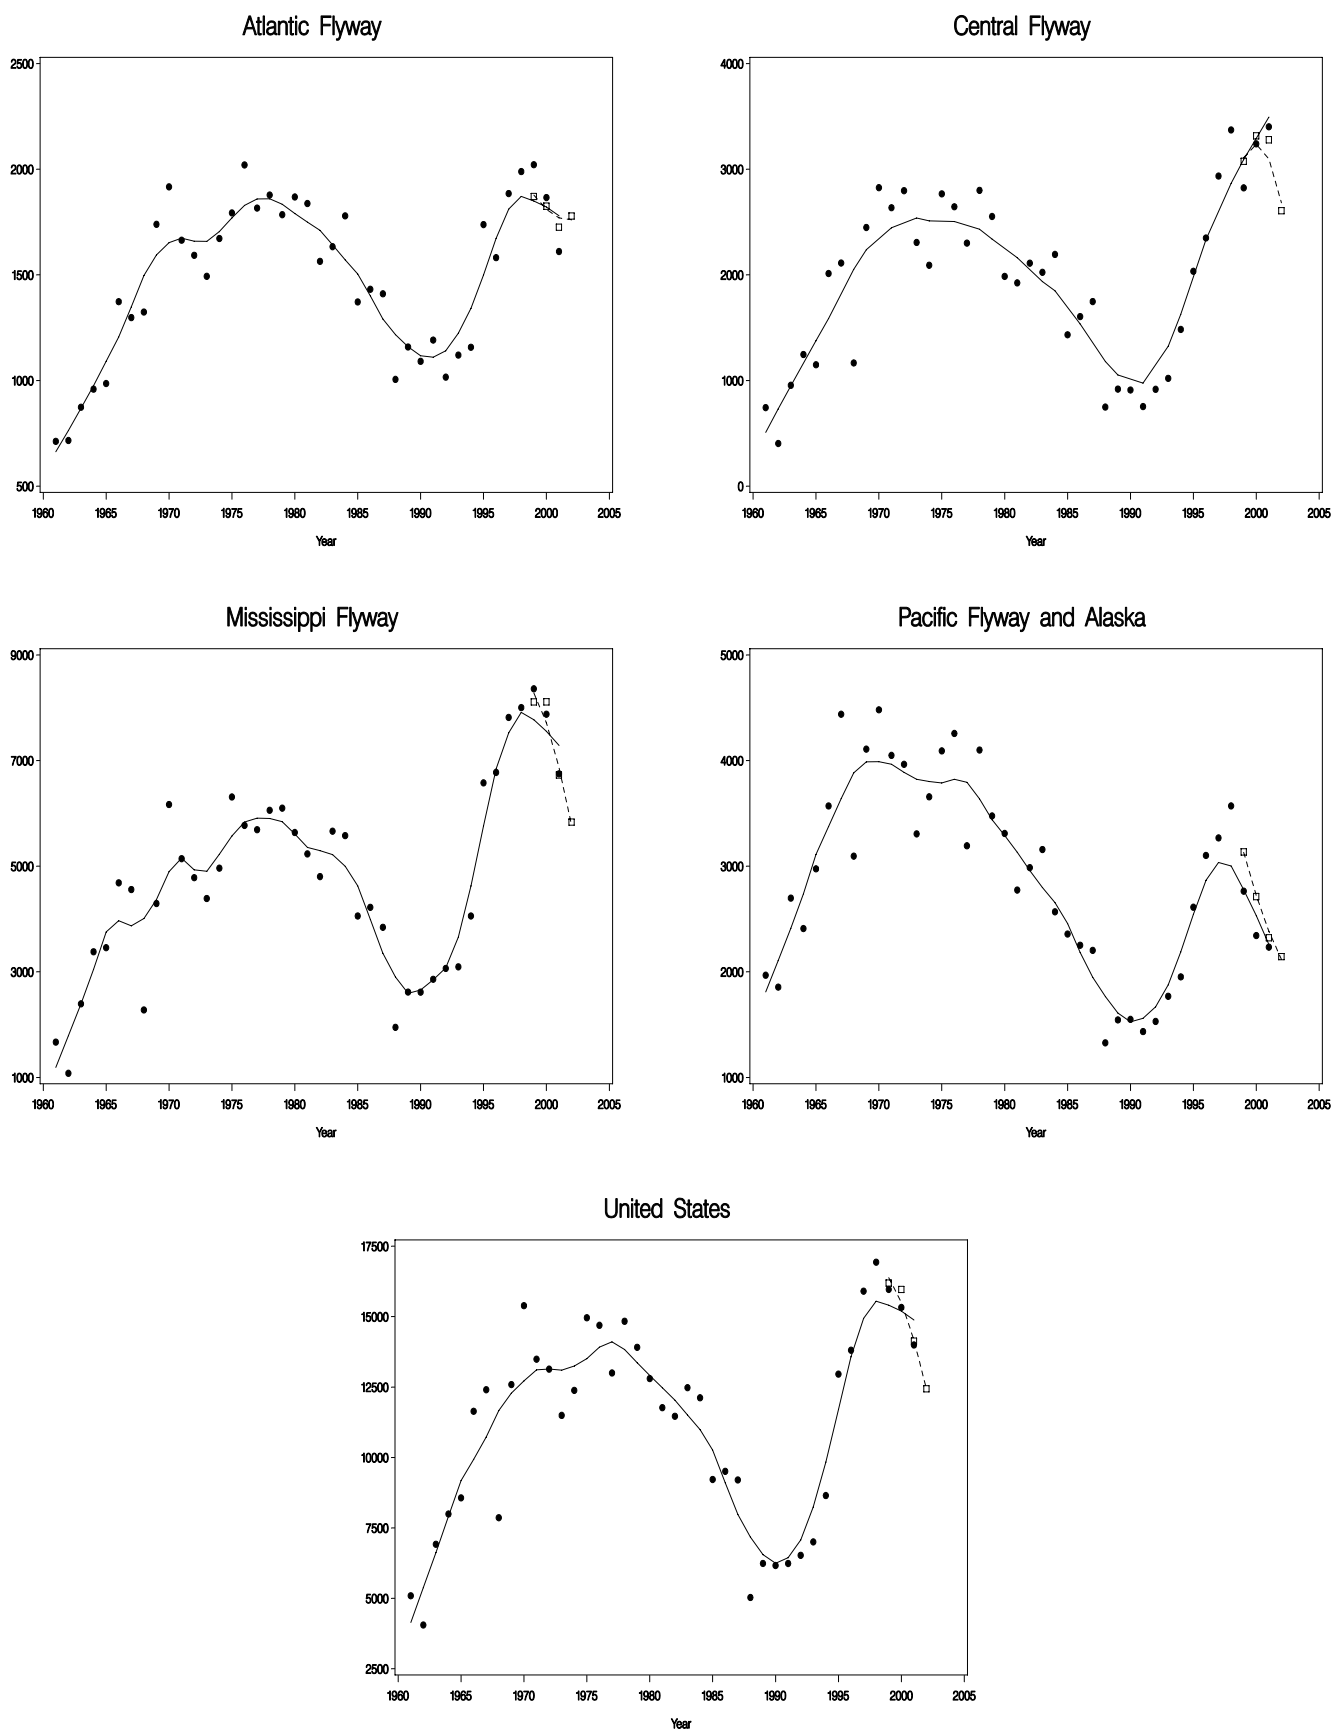 Atlantic Flyway
2500
2000
1500
1000
500
1960 1965 1970 1975 1980 1985 1990 1995 2000 2005
Year
Central Flyway
4000
3000
2000
1000
0
1960 1965 1970 1975 1980 1985 1990 1995 2000 2005
Year
Mississippi Flyway
9000
7000
5000
3000
1000
1960 1965 1970 1975 1980 1985 1990 1995 2000 2005
Year
Pacific Flyway and Alaska
5000
4000
3000
2000
1000
1960 1965 1970 1975 1980 1985 1990 1995 2000 2005
Year
United States
17500
15000
12500
10000
7500
5000
2500
1960 1965 1970 1975 1980 1985 1990 1995 2000 2005
Year